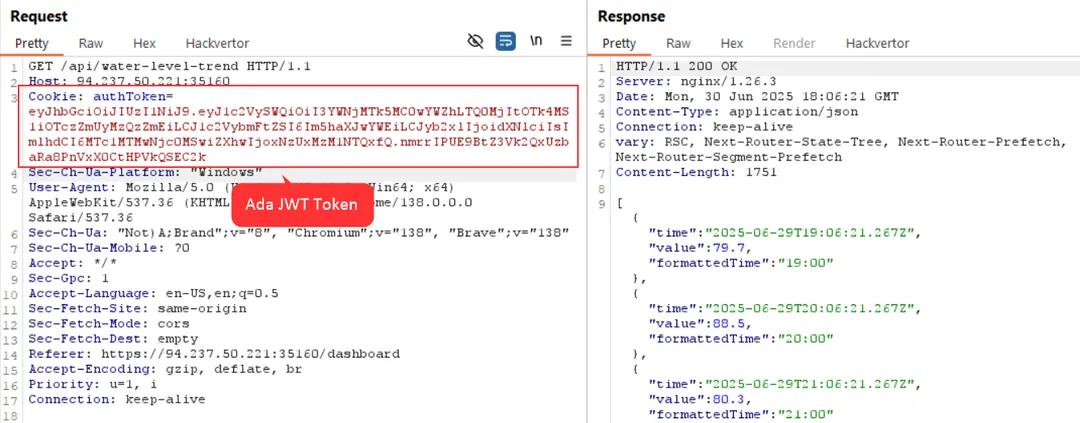 Request
Pretty Raw Hex Hackvertor
\n
1 GET /api/water-level-trend HTTP/1.1
2 Host: 94.237.50.221:35160
3 Cookie: authToken=
eyJhbGciOiJIUzI1NiJ9.eyJ1c2VySWQiOiI3YWNjMTk5MC0wYWZhLTQ0MjItOTk4MS
1iOTczZmUyMzQzZmEiLCJ1c2VybmFtZSI6Im5haXJwYWEiLCJyb2xlIjoidXNlciIsI
mlhdCI6MTc1MTMwNjc0MSwiZXhwIjoxNzUxMzM1NTQxfQ.nmrrIPUE9BtZ3Vk2QxUzb
aRa8PnVxX0CtHPVkQSEC2k
4 Sec-Ch-Ua-Platform: "Windows"
5 User-Agent: Mozilla/5.0 Win64; x64)
AppleWebKit/537.36 (KHTML 138.0.0.0
Safari/537.36
Ada JWT Token
6 Sec-Ch-Ua: "Not)A;Brand";v="8", "Chromium";v="138", "Brave";v="138"
7 Sec-Ch-Ua-Mobile: ?0
8 Accept: */*
9 Sec-Gpc: 1
10 Accept-Language: en-US,en;q=0.5
11 Sec-Fetch-Site: same-origin
12 Sec-Fetch-Mode: cors
13 Sec-Fetch-Dest: empty
14 Referer: https://94.237.50.221:35160/dashboard
15 Accept-Encoding: gzip, deflate, br
16 Priority: u=1, i
17 Connection: keep-alive
18
Response
Pretty Raw Hex Render Hackvertor
1 HTTP/1.1 200 OK
2 Server: nginx/1.26.3
3 Date: Mon, 30 Jun 2025 18:06:21 GMT
4 Content-Type: application/json
5 Connection: keep-alive
6 vary: RSC, Next-Router-State-Tree, Next-Router-Prefetch,
Next-Router-Segment-Prefetch
7 Content-Length: 1751
8
9 [
{
"time":"2025-06-29T19:06:21.267Z",
"value":79.7,
"formattedTime":"19:00"
},
{
"time":"2025-06-29T20:06:21.267Z",
"value":88.5,
"formattedTime":"20:00"
},
{
"time":"2025-06-29T21:06:21.267Z",
"value":80.3,
"formattedTime":"21:00"